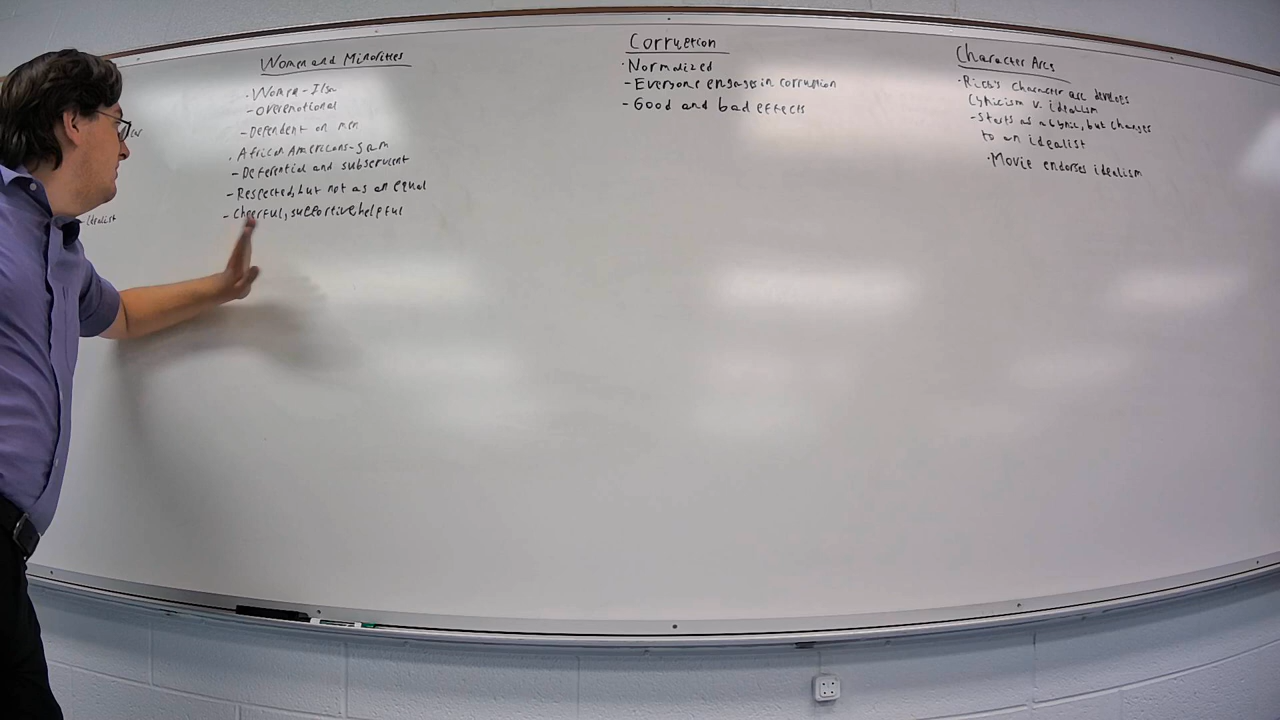 Women and Minorities
·Women-Ilsa
-overemotional
-Dependent on men
·African Americans-Sam
-Deferential and subservient
-Respected, but not as an equal
-Cheerful, supportive, helpful
-Idealist
Corruption
·Normalized
-Everyone engages in corruption
-Good and bad effects
Character Arcs
·Rick's character arc develops
Cynicism v. idealism
-Starts as a cynic, but changes
to an idealist
·Movie endorses idealism